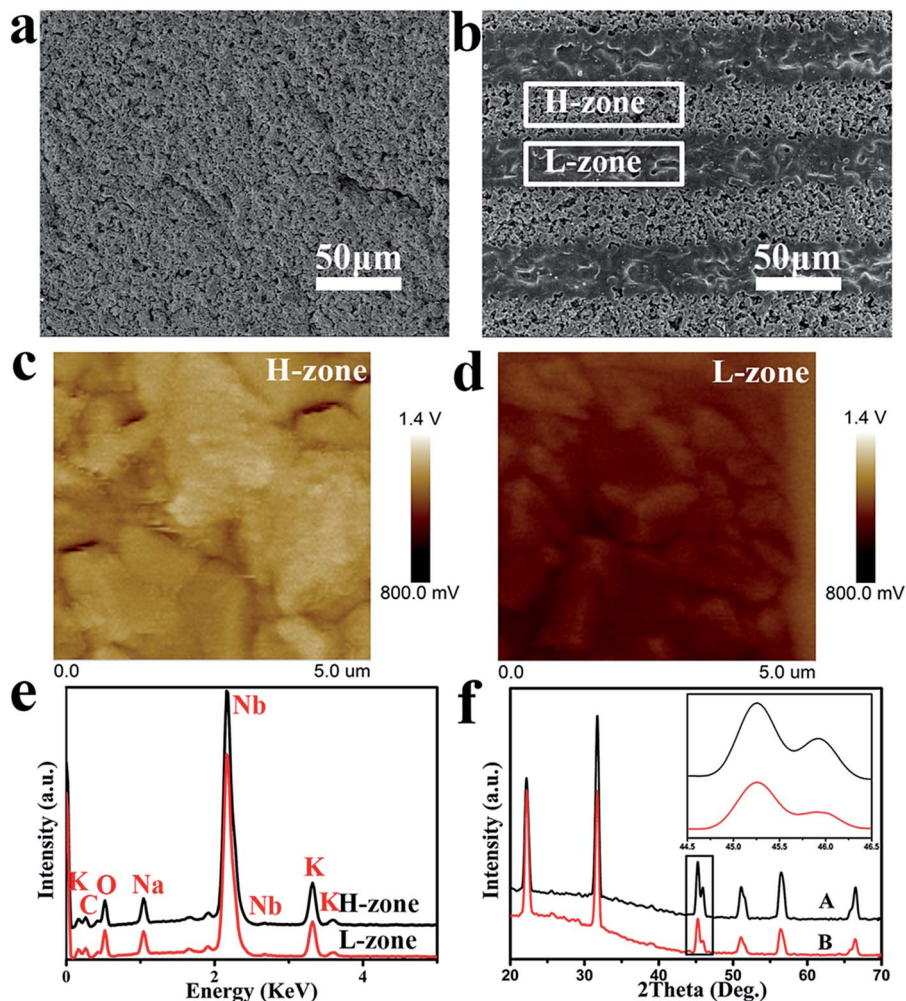 a
50μm
b
H-zone
L-zone
50μm
c
H-zone
1.4 V
800.0 mV
0.0 5.0 um
d
L-zone
1.4 V
800.0 mV
0.0 5.0 um
e
Intensity (a.u.)
K
C
O
Na
Nb
Nb
K
K
H-zone
L-zone
0 2 4
Energy (KeV)
f
Intensity (a.u.)
44.5 45.0 45.5 46.0 46.5
A
B
20 30 40 50 60 70
2Theta (Deg.)